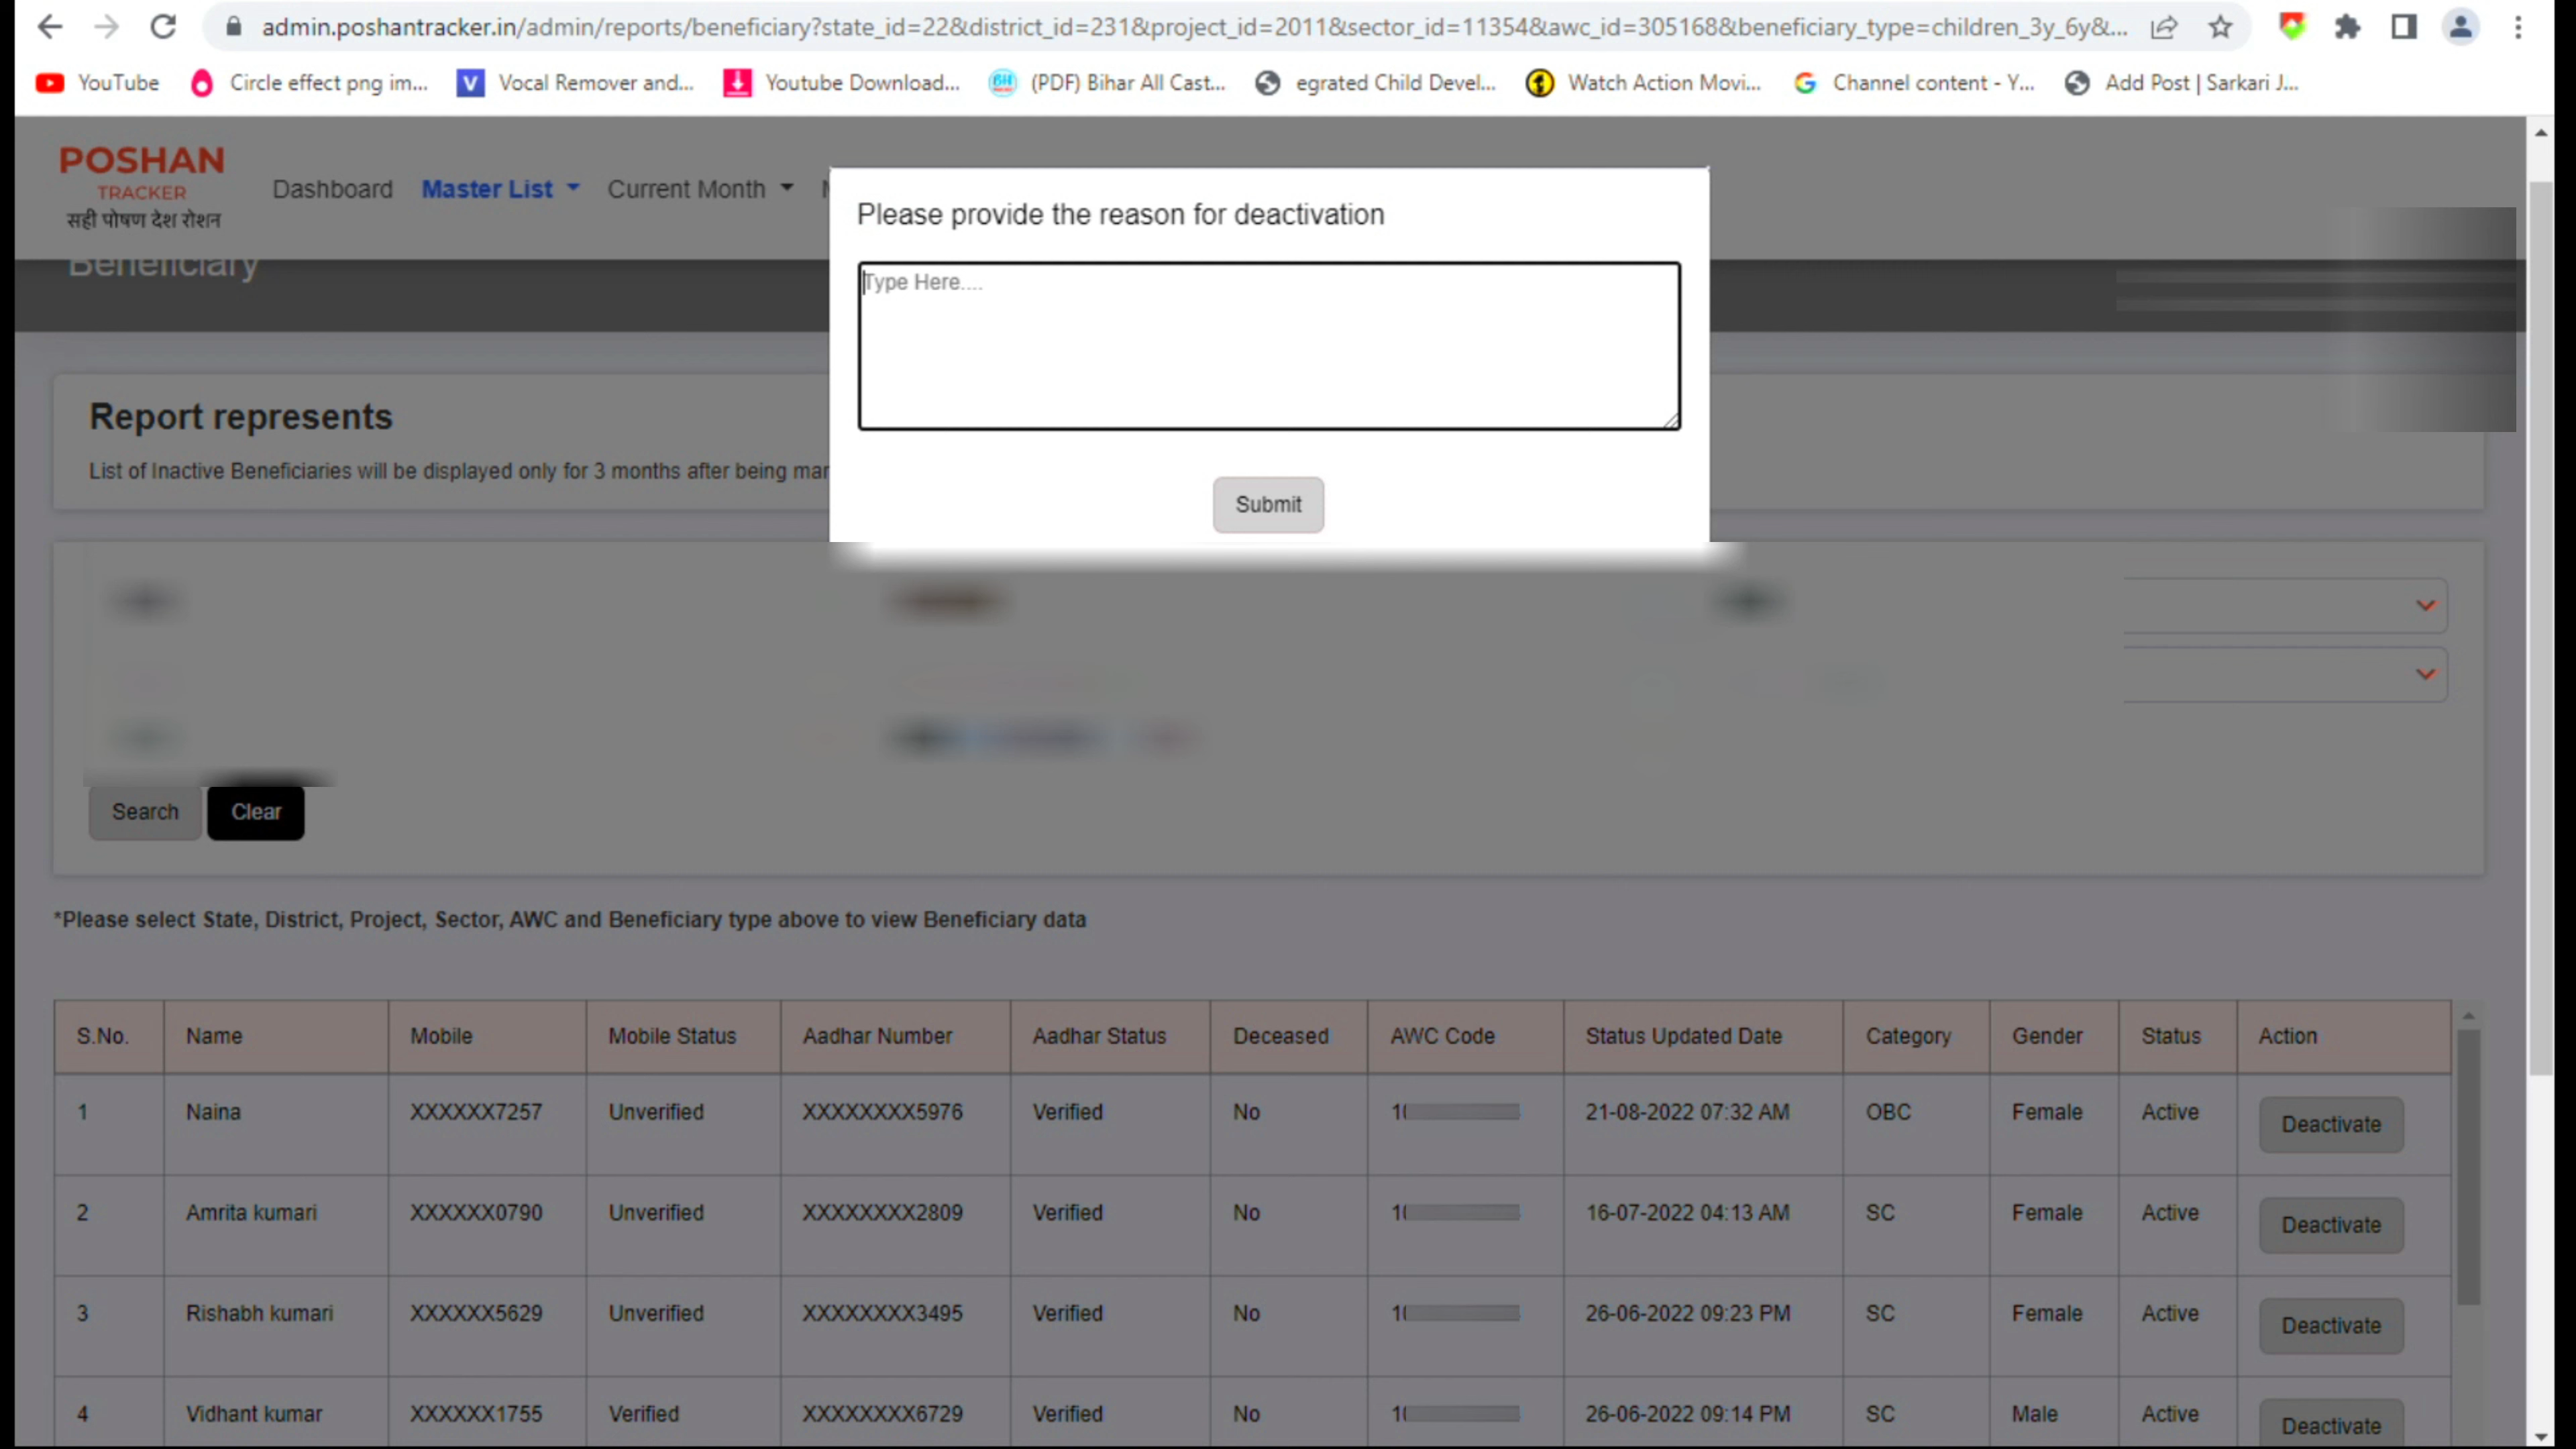 admin.poshantracker.in/admin/reports/beneficiary?state_id=22&district_id=231&project_id=2011&sector_id=11354&awc_id=305168&beneficiary_type=children_3y_6y&...
YouTube Circle effect png im... Vocal Remover and... Youtube Download... (PDF) Bihar All Cast... egrated Child Devel... Watch Action Movi... Channel content - Y... Add Post | Sarkari J...
POSHAN
TRACKER
सही पोषण देश रोशन
Dashboard Master List Current Month
Beneficiary
Please provide the reason for deactivation
Type Here....
Submit
Report represents
List of Inactive Beneficiaries will be displayed only for 3 months after being mar
Search Clear
*Please select State, District, Project, Sector, AWC and Beneficiary type above to view Beneficiary data
S.No. Name Mobile Mobile Status Aadhar Number Aadhar Status Deceased AWC Code Status Updated Date Category Gender Status Action
1 Naina XXXXXX7257 Unverified XXXXXXXX5976 Verified No 21-08-2022 07:32 AM OBC Female Active Deactivate
2 Amrita kumari XXXXXX0790 Unverified XXXXXXXX2809 Verified No 16-07-2022 04:13 AM SC Female Active Deactivate
3 Rishabh kumari XXXXXX5629 Unverified XXXXXXXX3495 Verified No 26-06-2022 09:23 PM SC Female Active Deactivate
4 Vidhant kumar XXXXXX1755 Verified XXXXXXXX6729 Verified No 26-06-2022 09:14 PM SC Male Active Deactivate